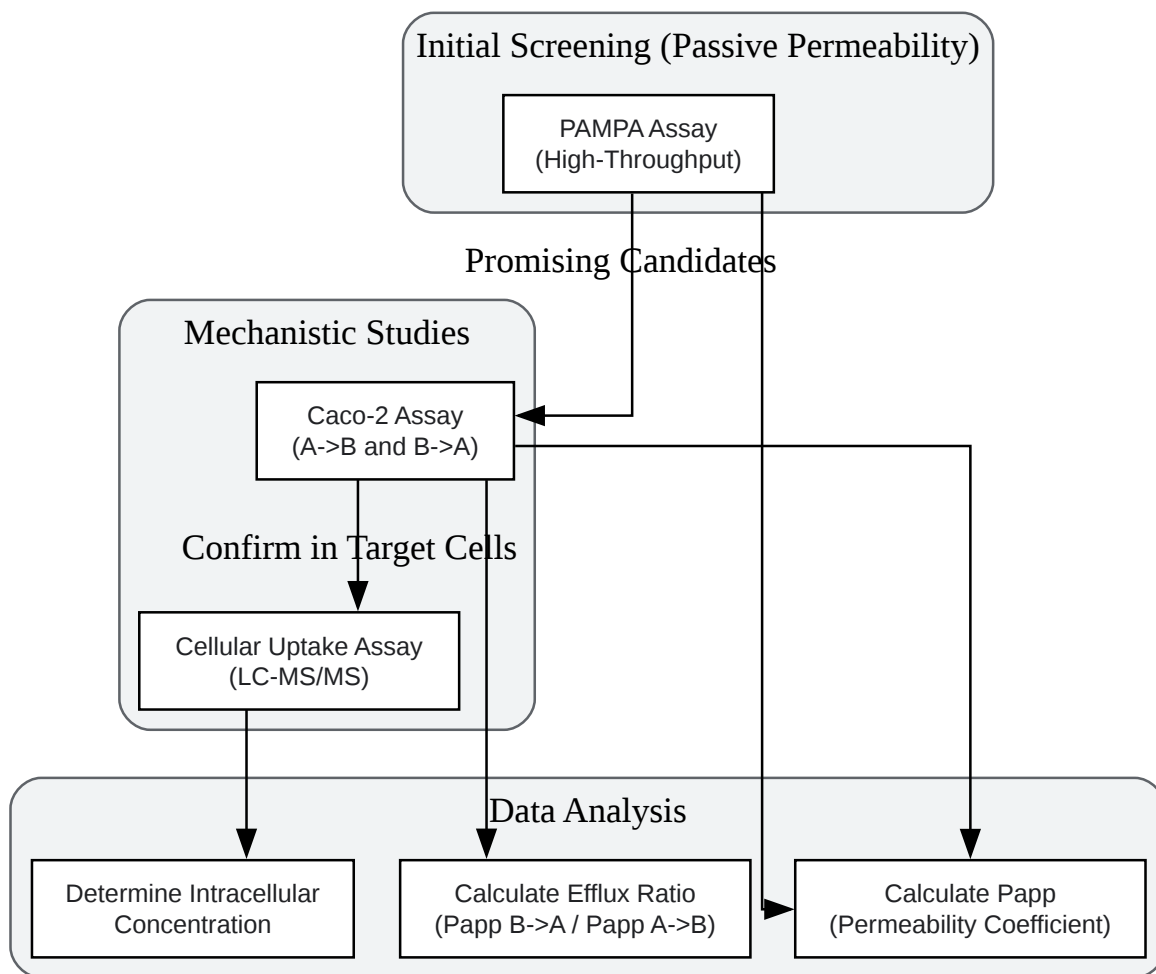 Initial Screening (Passive Permeability)
PAMPA Assay
(High-Throughput)
Promising Candidates
Mechanistic Studies
Caco-2 Assay
(A->B and B->A)
Confirm in Target Cells
Cellular Uptake Assay
(LC-MS/MS)
Data Analysis
Determine Intracellular
Concentration
Calculate Efflux Ratio
(Papp B->A / Papp A->B)
Calculate Papp
(Permeability Coefficient)